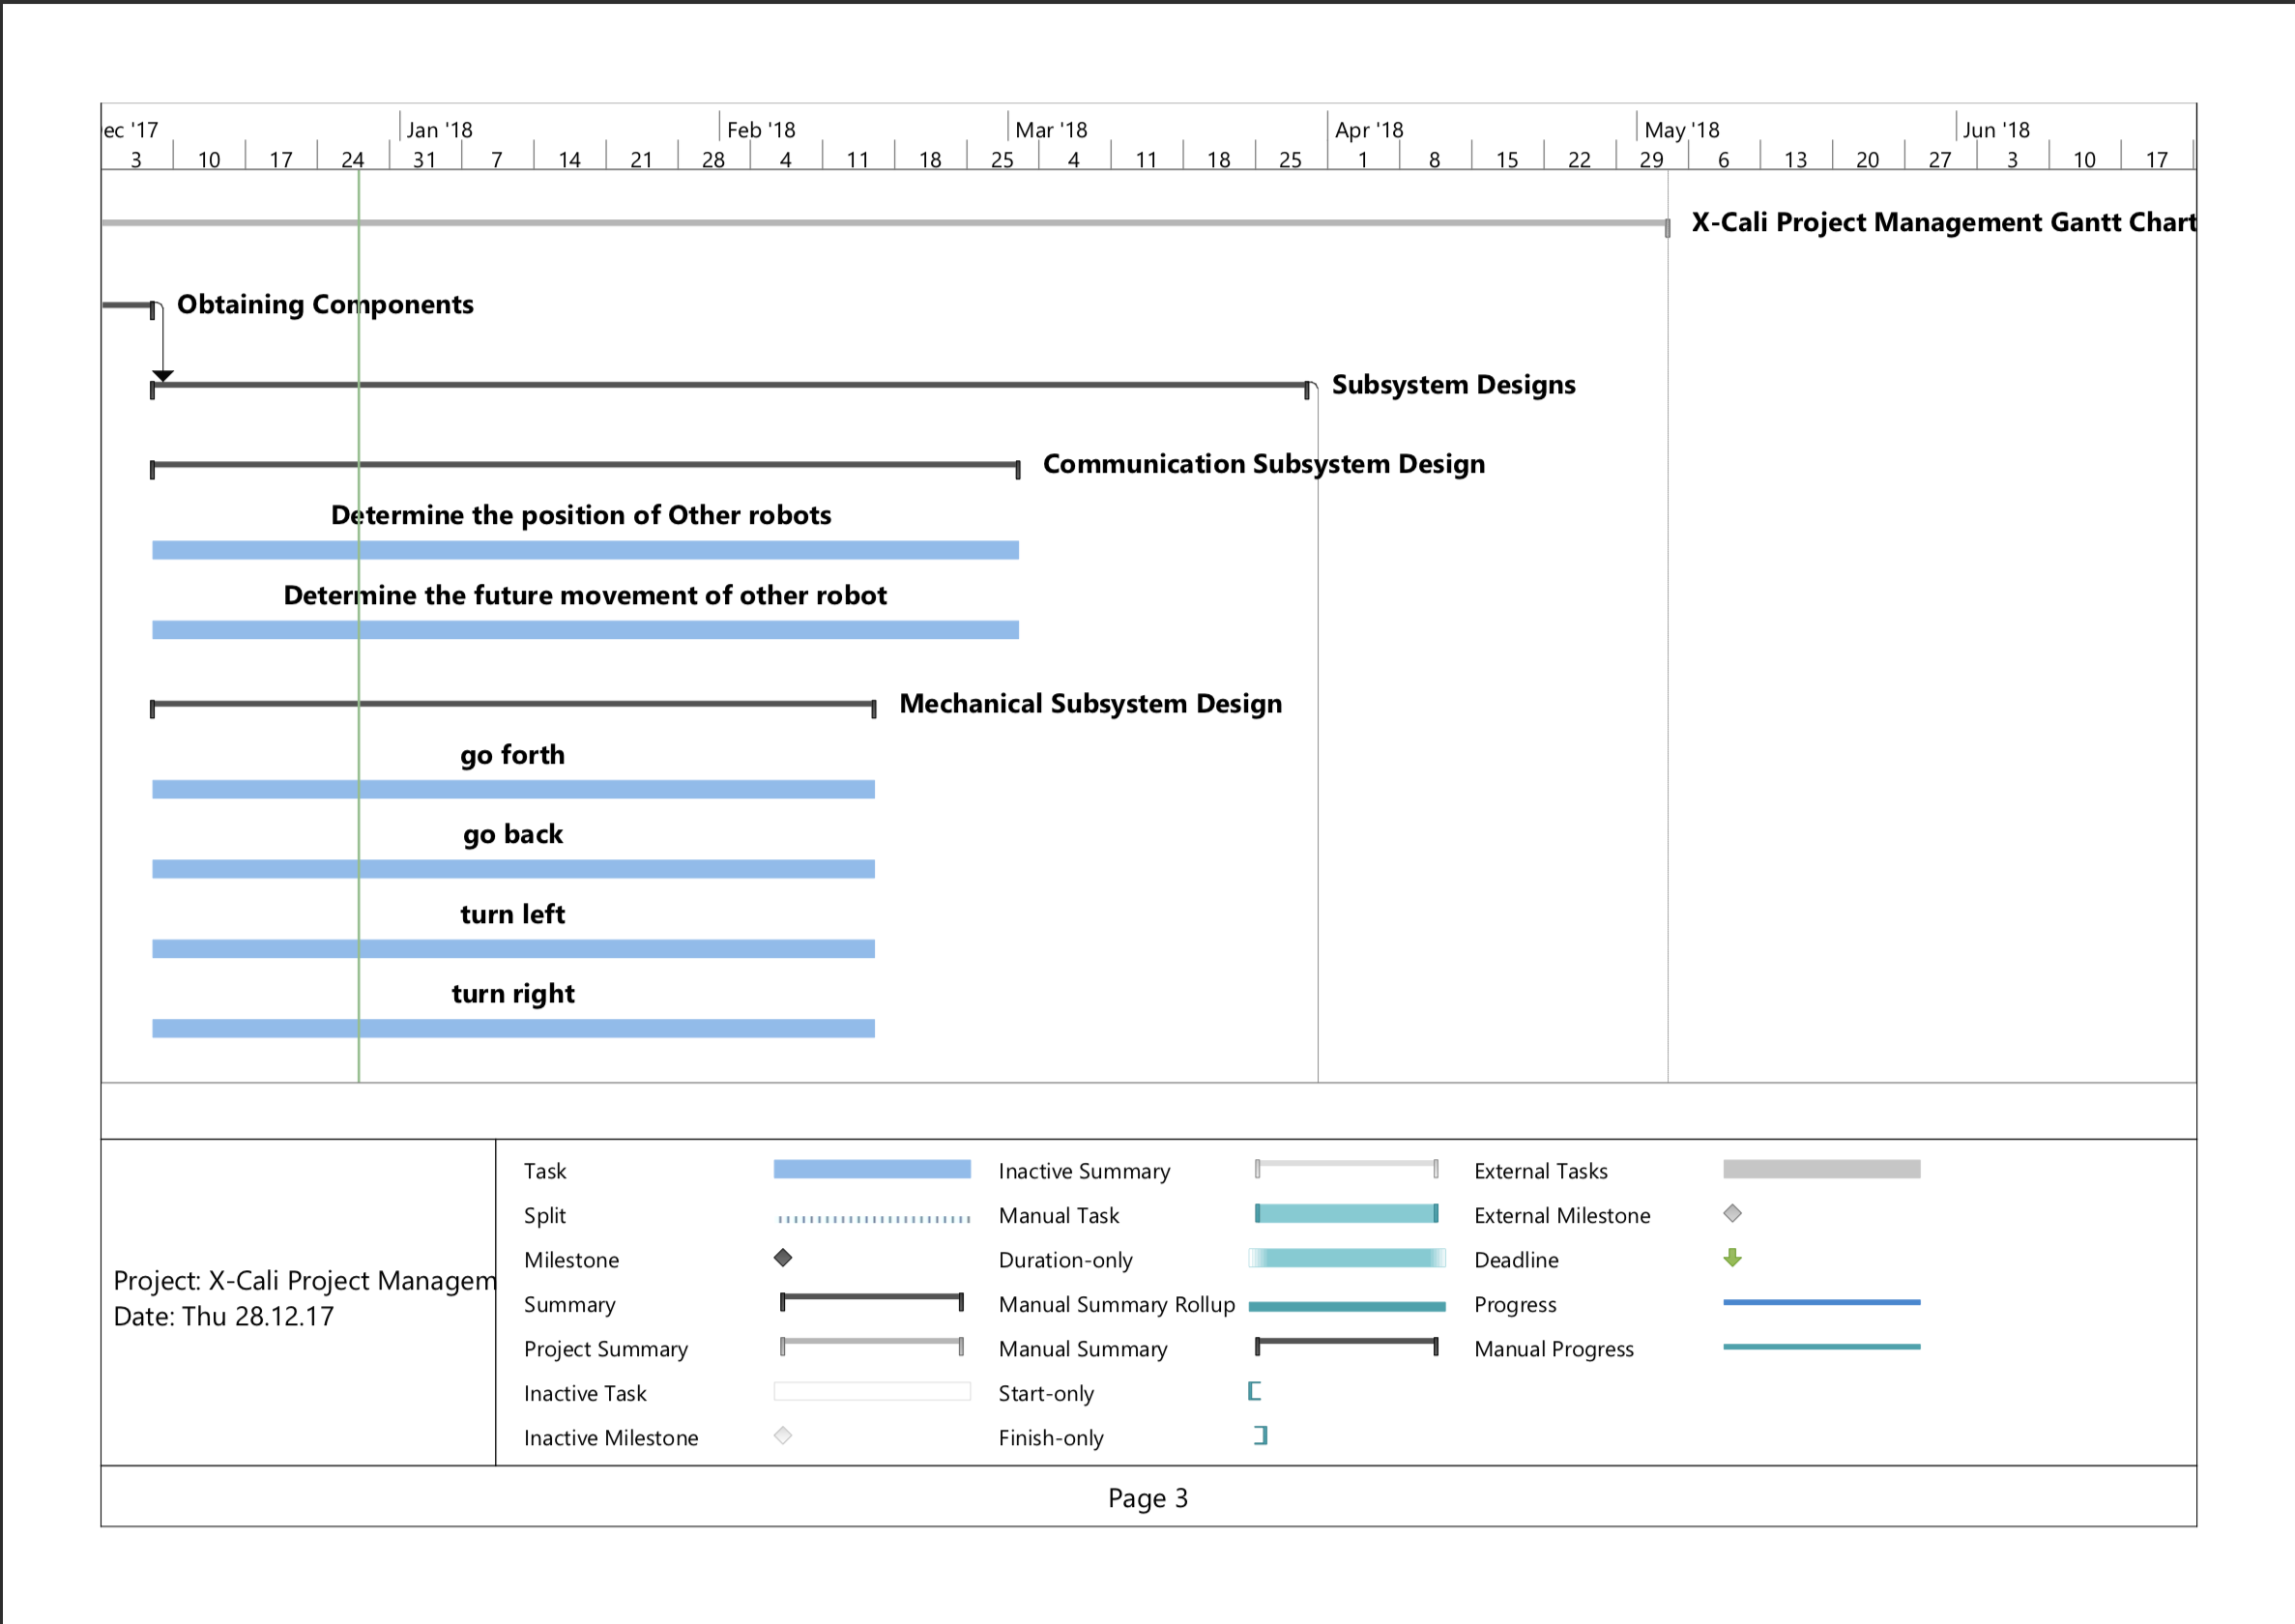 ec '17 Jan '18 Feb '18 Mar '18 Apr '18 May '18 Jun '18
3 10 17 24 31 7 14 21 28 4 11 18 25 4 11 18 25 1 8 15 22 29 6 13 20 27 3 10 17
X-Cali Project Management Gantt Chart
Obtaining Components
Subsystem Designs
Communication Subsystem Design
Determine the position of Other robots
Determine the future movement of other robot
Mechanical Subsystem Design
go forth
go back
turn left
turn right
Project: X-Cali Project Managem
Date: Thu 28.12.17
Task
Split
Milestone
Summary
Project Summary
Inactive Task
Inactive Milestone
Inactive Summary
Manual Task
Duration-only
Manual Summary Rollup
Manual Summary
Start-only
Finish-only
External Tasks
External Milestone
Deadline
Progress
Manual Progress
Page 3